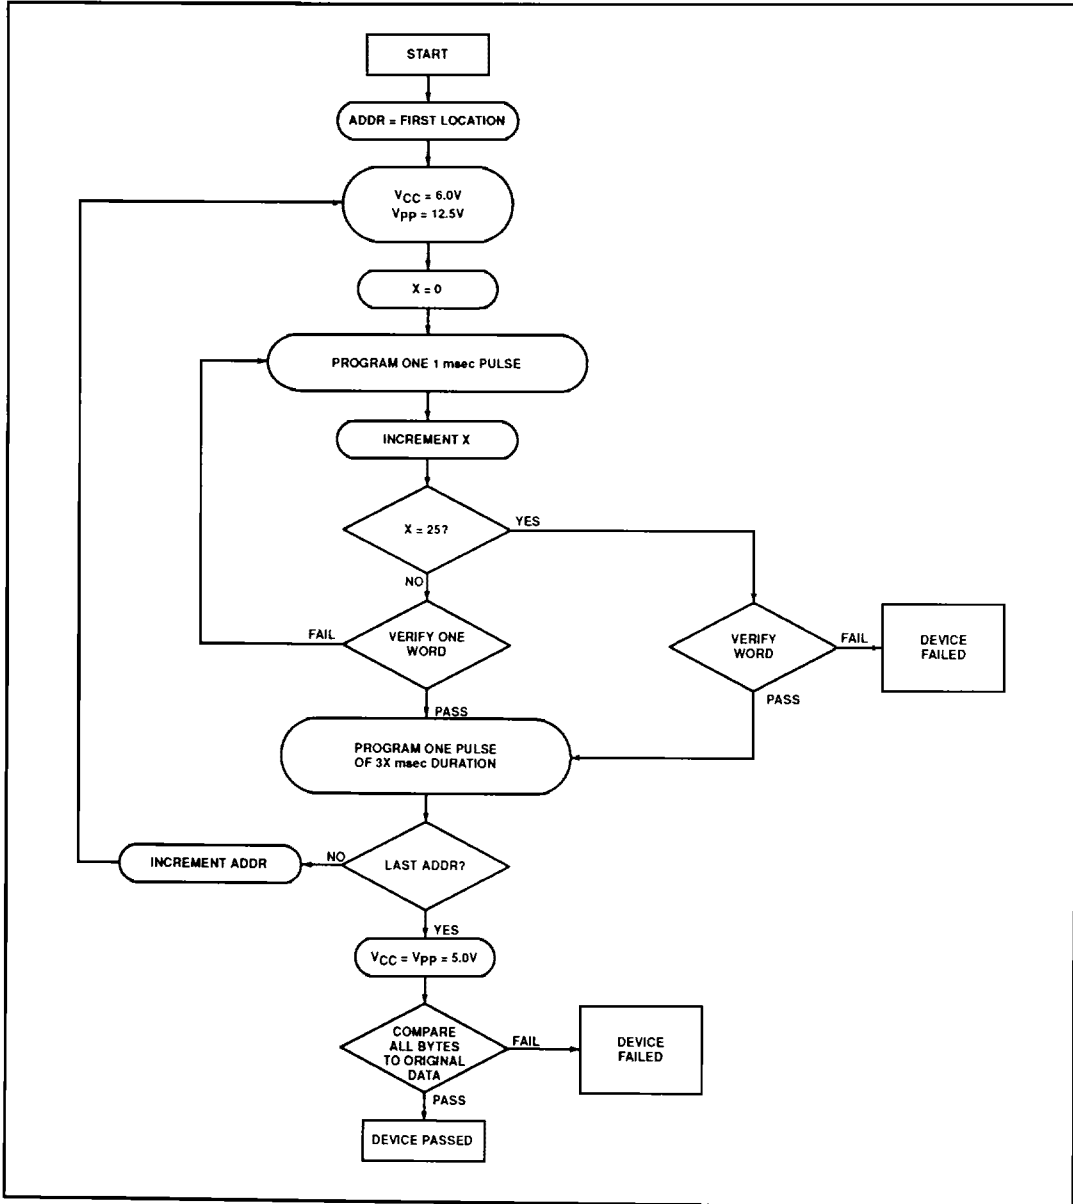 START
ADDR = FIRST LOCATION
VCC = 6.0V
VPP = 12.5V
X = 0
PROGRAM ONE 1 msec PULSE
INCREMENT X
X = 25?
YES
NO
VERIFY ONE
WORD
FAIL
PASS
VERIFY
WORD
FAIL
DEVICE
FAILED
PASS
PROGRAM ONE PULSE
OF 3X msec DURATION
LAST ADDR?
NO
INCREMENT ADDR
YES
VCC = VPP = 5.0V
COMPARE
ALL BYTES
TO ORIGINAL
DATA
FAIL
DEVICE
FAILED
PASS
DEVICE PASSED